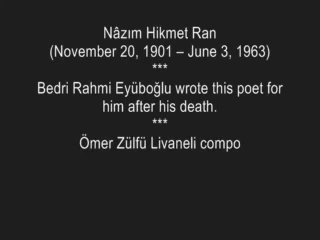 Nâzım Hikmet Ran
(November 20, 1901 – June 3, 1963)
***
Bedri Rahmi Eyüboğlu wrote this poet for
him after his death.
***
Ömer Zülfü Livaneli compo